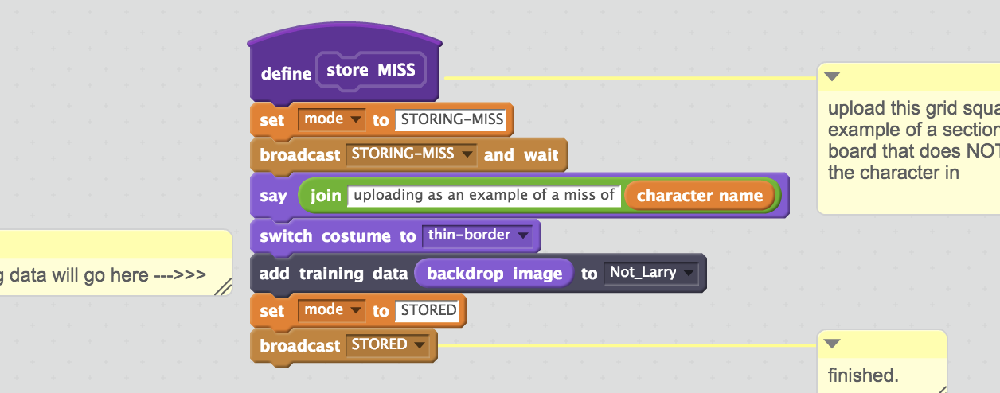 define store MISS
set mode to STORING-MISS
broadcast STORING-MISS and wait
say join uploading as an example of a miss of character name
switch costume to thin-border
add training data backdrop image to Not_Larry
set mode to STORED
broadcast STORED
upload this grid
example of a section
board that does
the character in
data will go here --->>>
finished.